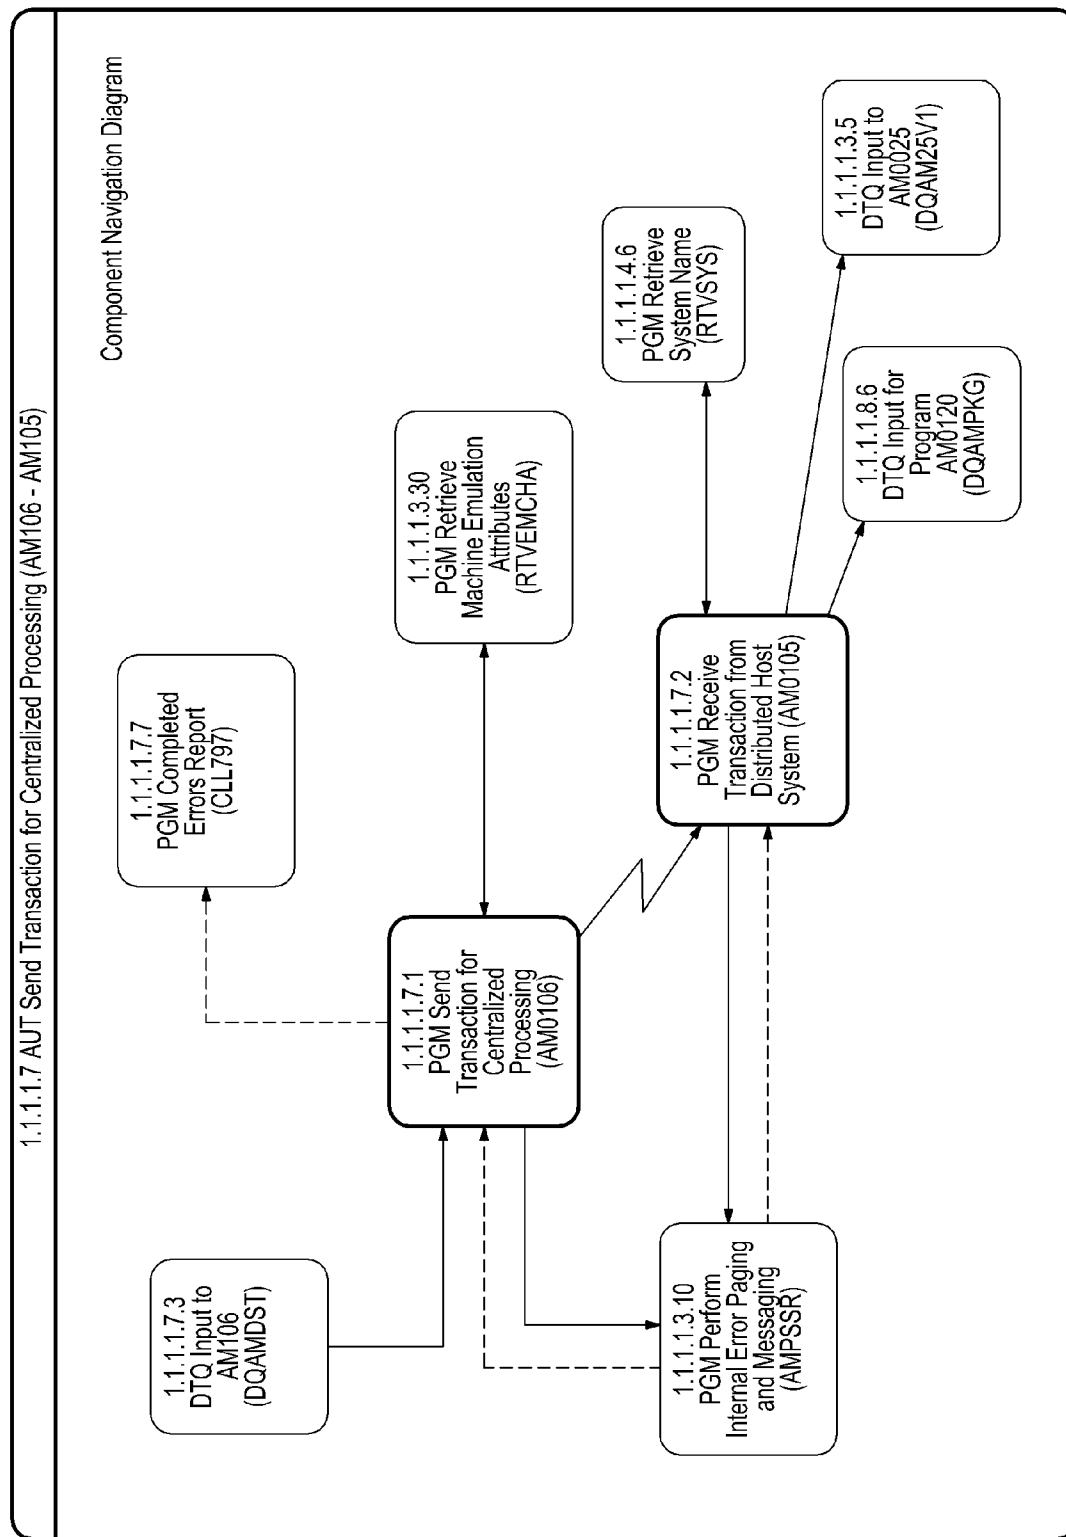 1.1.1.1.7 AUT Send Transaction for Centralized Processing (AM106 - AM105)
Component Navigation Diagram
1.1.1.1.7.3
DTQ Input to
AM106
(DQAMDST)
1.1.1.1.7.7
PGM Completed
Errors Report
(CLL797)
1.1.1.1.7.1
PGM Send
Transaction for
Centralized
Processing
(AM0106)
1.1.1.1.3.30
PGM Retrieve
Machine Emulation
Attributes
(RTVEMCHA)
1.1.1.1.4.6
PGM Retrieve
System Name
(RTVSYS)
1.1.1.1.3.10
PGM Perform
Internal Error Paging
and Messaging
(AMPSSR)
1.1.1.1.7.2
PGM Receive
Transaction from
Distributed Host
System (AM0105)
1.1.1.1.8.6
DTQ Input for
Program
AM0120
(DQAMPKG)
1.1.1.1.3.5
DTQ Input to
AM0025
(DQAM25V1)